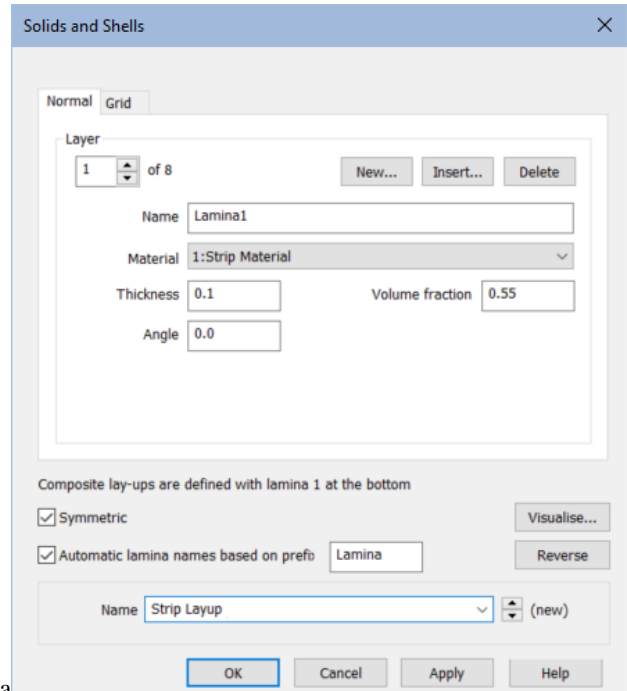 Solids and Shells
Normal Grid
Layer
1 of 8 New... Insert... Delete
Name Lamina1
Material 1:Strip Material
Thickness 0.1 Volume fraction 0.55
Angle 0.0
Composite lay-ups are defined with lamina 1 at the bottom
Symmetric Visualise...
Automatic lamina names based on prefix Lamina Reverse
Name Strip Layup (new)
OK Cancel Apply Help
a